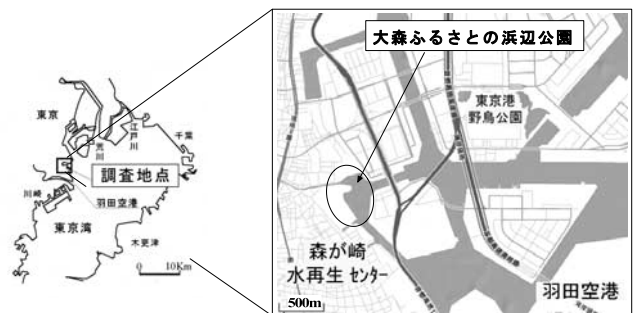 東京
荒川
江戸川
千葉
調査地点
川崎
羽田空港
東京湾
木更津
0 10Km
大森ふるさとの浜辺公園
東京港
野鳥公園
森が崎
水再生センター
羽田空港
500m